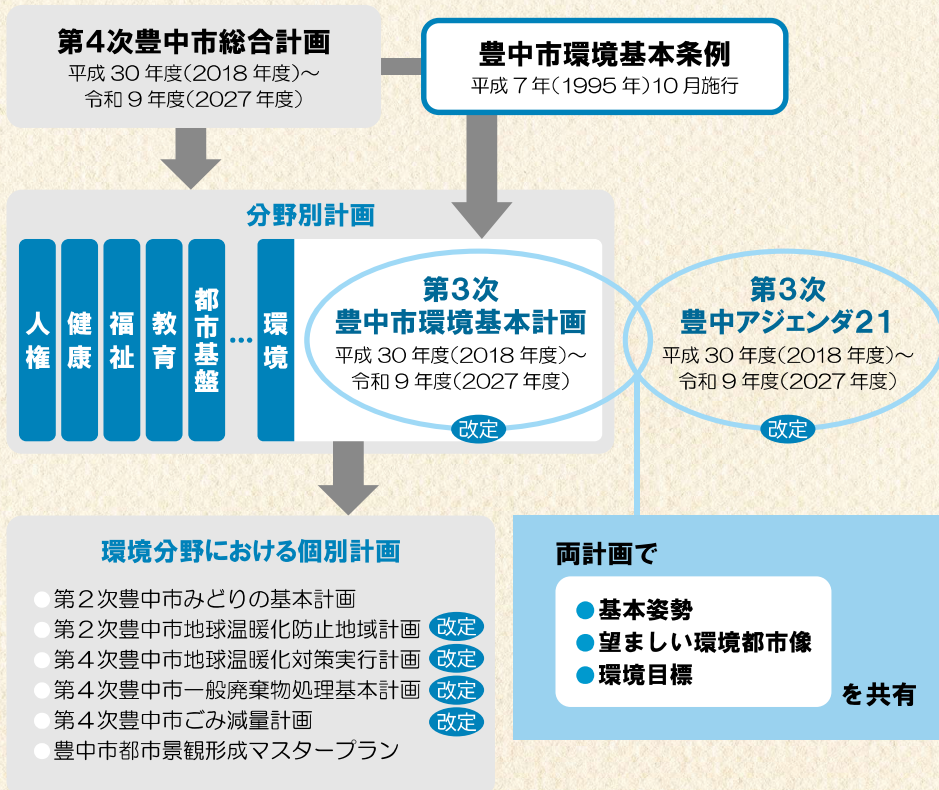 第4次豊中市総合計画
平成30年度(2018年度)～
令和9年度(2027年度)
豊中市環境基本条例
平成7年(1995年)10月施行
分野別計画
人権
健康
福祉
教育
都市基盤
…
環境
第3次
豊中市環境基本計画
平成30年度(2018年度)～
令和9年度(2027年度)
改定
第3次
豊中アジェンダ21
平成30年度(2018年度)～
令和9年度(2027年度)
改定
環境分野における個別計画
第2次豊中市みどりの基本計画
第2次豊中市地球温暖化防止地域計画 改定
第4次豊中市地球温暖化対策実行計画 改定
第4次豊中市一般廃棄物処理基本計画 改定
第4次豊中市ごみ減量計画 改定
豊中市都市景観形成マスタープラン
両計画で
●基本姿勢
●望ましい環境都市像
●環境目標
を共有